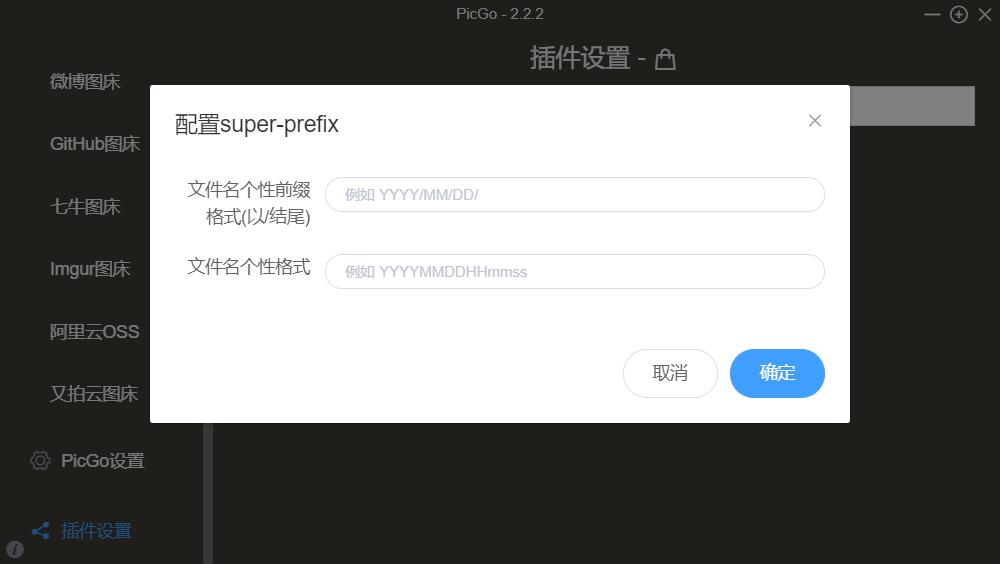 PicGo - 2.2.2
插件设置 -
微博图床
GitHub图床
七牛图床
Imgur图床
阿里云OSS
又拍云图床
PicGo设置
插件设置
配置super-prefix
文件名个性前缀
格式(以/结尾)
例如 YYYY/MM/DD/
文件名个性格式
例如 YYYYMMDDHHmmss
取消
确定